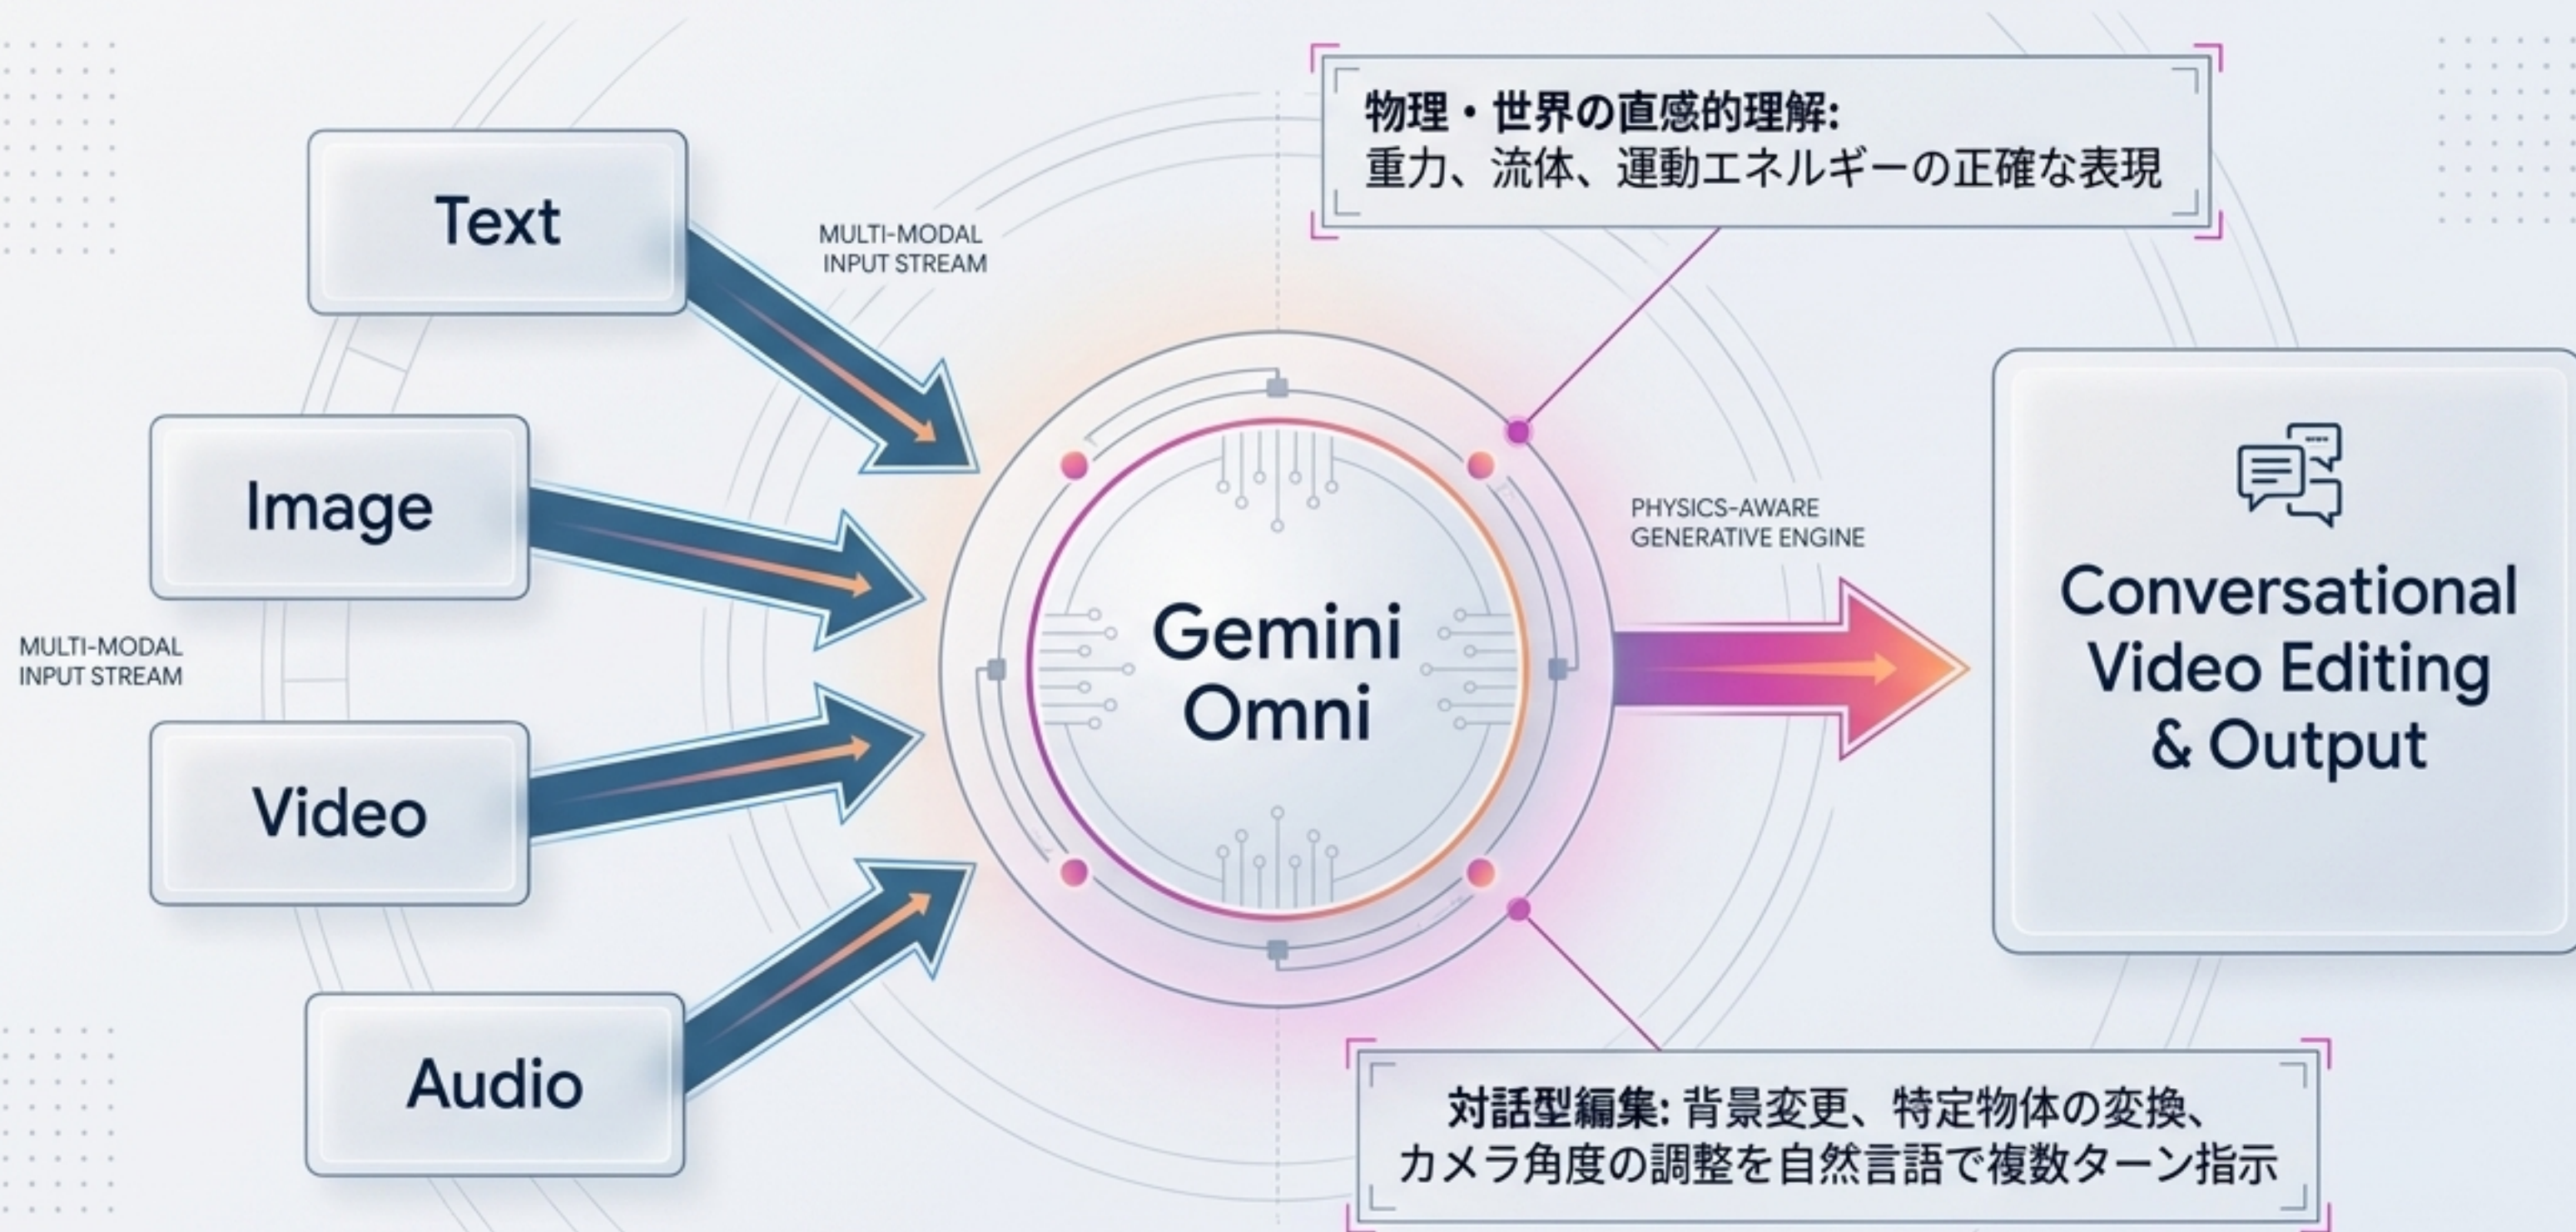 物理・世界の直感的理解:
重力、流体、運動エネルギーの正確な表現
Text
MULTI-MODAL
INPUT STREAM
Image
MULTI-MODAL
INPUT STREAM
Video
Audio
Gemini
Omni
PHYSICS-AWARE
GENERATIVE ENGINE
Conversational
Video Editing
& Output
対話型編集: 背景変更、特定物体の変換、
カメラ角度の調整を自然言語で複数ターン指示